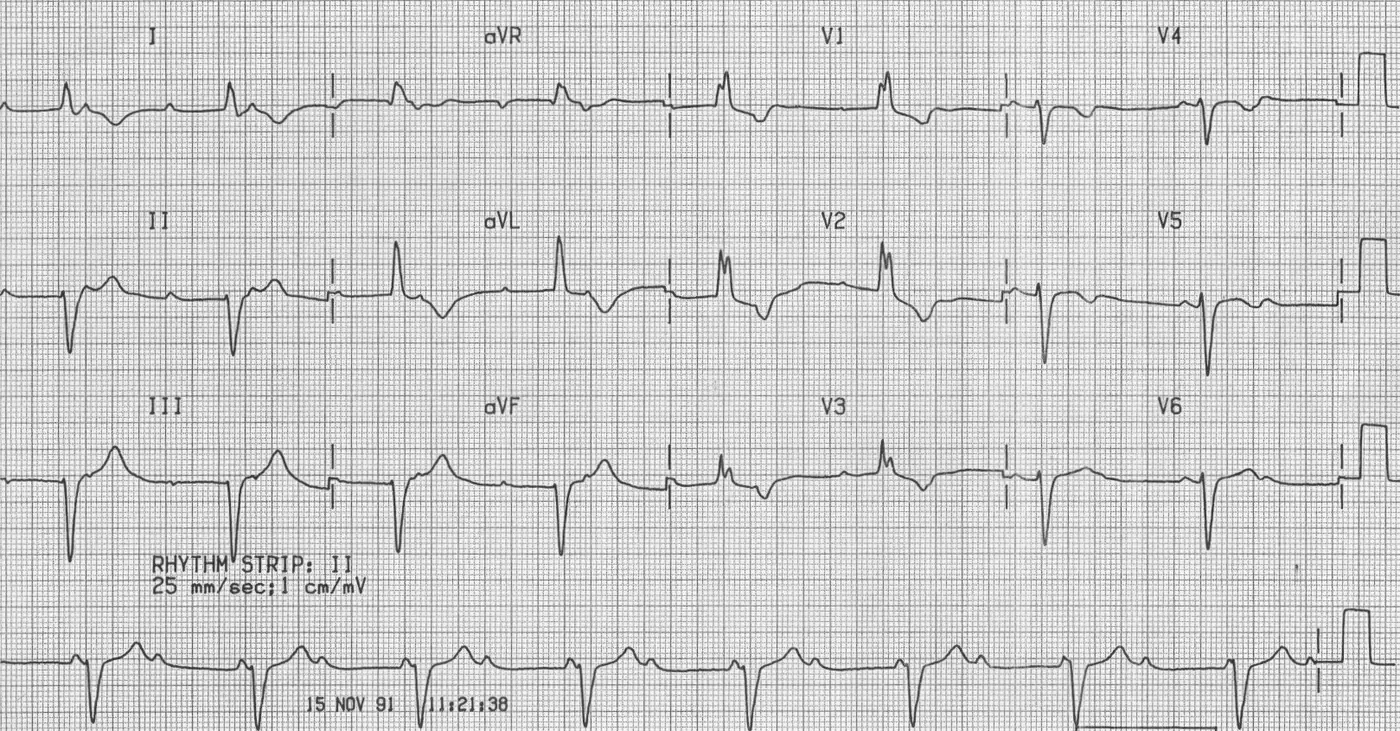 I aVR V1 V4
II aVL V2 V5
III aVF V3 V6
RHYTHM STRIP: II
25 mm/sec;1 cm/mV
15 NOV 91 11:21:38